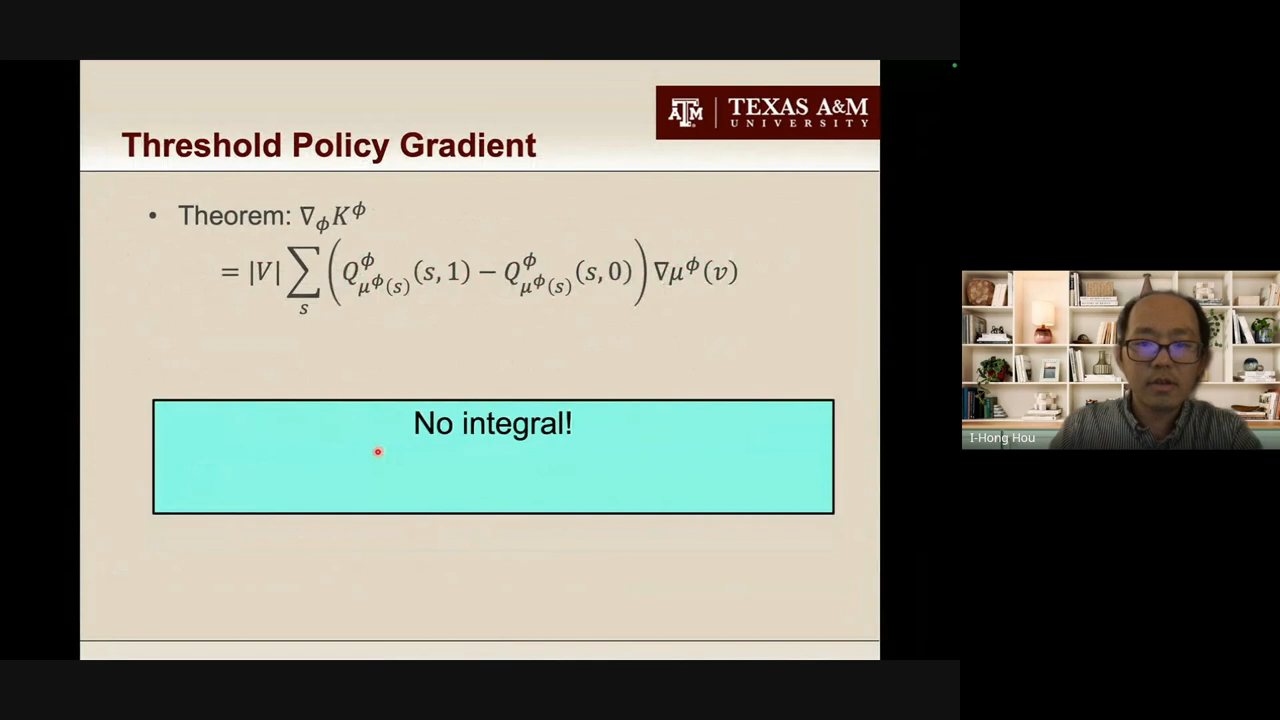 TEXAS A&M
UNIVERSITY
Threshold Policy Gradient
• Theorem: ∇_ϕ K^ϕ
= |V| ∑_s ( Q^ϕ_{μ^ϕ(s)} (s, 1) − Q^ϕ_{μ^ϕ(s)} (s, 0) ) ∇μ^ϕ(v)
No integral!
I-Hong Hou